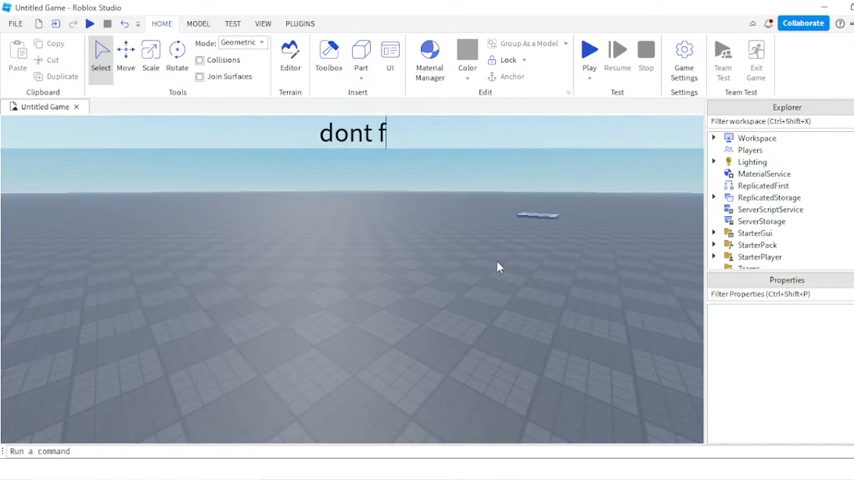 Untitled Game - Roblox Studio
FILE HOME MODEL TEST VIEW PLUGINS
Collaborate
Paste
Copy
Cut
Duplicate
Clipboard
Select
Move
Scale
Rotate
Mode: Geometric
Collisions
Join Surfaces
Tools
Editor
Terrain
Toolbox
Part
UI
Insert
Material
Manager
Color
Group As a Model
Lock
Anchor
Edit
Play
Resume
Stop
Test
Game
Settings
Settings
Team
Test
Exit
Game
Team Test
Untitled Game
dont f
Explorer
Filter workspace (Ctrl+Shift+X)
Workspace
Players
Lighting
MaterialService
ReplicatedFirst
ReplicatedStorage
ServerScriptService
ServerStorage
StarterGui
StarterPack
StarterPlayer
Teams
Properties
Filter Properties (Ctrl+Shift+P)
Run a command